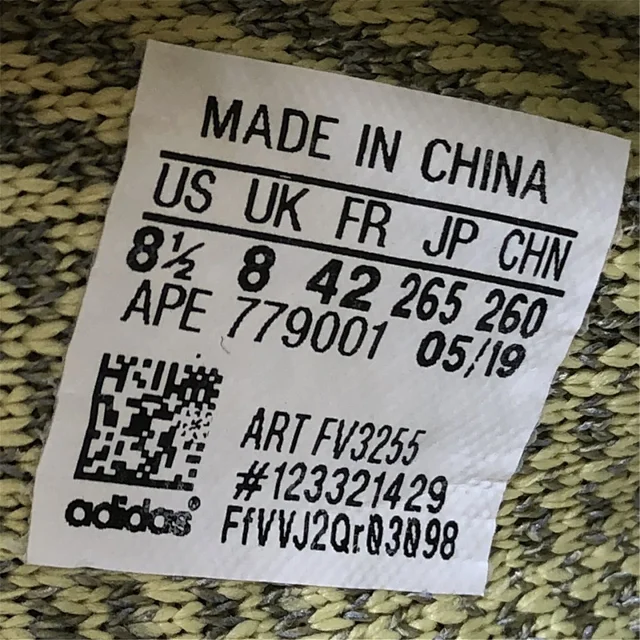 MADE IN CHINA
US UK FR JP CHN
8½ 8 42 265 260
APE 779001 05/19
ART FV3255
#123321429
adidas® FfVVJ2Qr03098